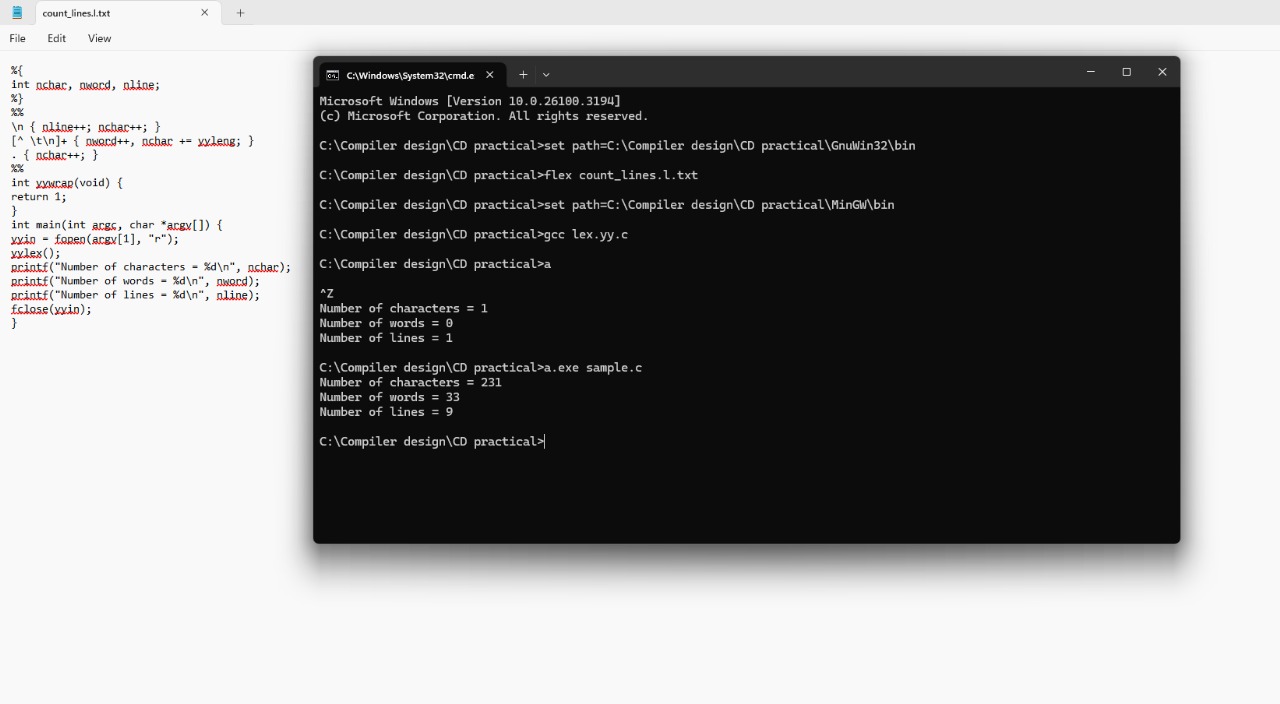 count_lines.l.txt
File Edit View
%{
int nchar, nword, nline;
%}
%%
\n { nline++; nchar++; }
[^ \t\n]+ { nword++, nchar += yyleng; }
. { nchar++; }
%%
int yywrap(void) {
return 1;
}
int main(int argc, char *argv[]) {
yyin = fopen(argv[1], "r");
yylex();
printf("Number of characters = %d\n", nchar);
printf("Number of words = %d\n", nword);
printf("Number of lines = %d\n", nline);
fclose(yyin);
}
C:\Windows\System32\cmd.e
Microsoft Windows [Version 10.0.26100.3194]
(c) Microsoft Corporation. All rights reserved.
C:\Compiler design\CD practical>set path=C:\Compiler design\CD practical\GnuWin32\bin
C:\Compiler design\CD practical>flex count_lines.l.txt
C:\Compiler design\CD practical>set path=C:\Compiler design\CD practical\MinGW\bin
C:\Compiler design\CD practical>gcc lex.yy.c
C:\Compiler design\CD practical>a
^Z
Number of characters = 1
Number of words = 0
Number of lines = 1
C:\Compiler design\CD practical>a.exe sample.c
Number of characters = 231
Number of words = 33
Number of lines = 9
C:\Compiler design\CD practical>